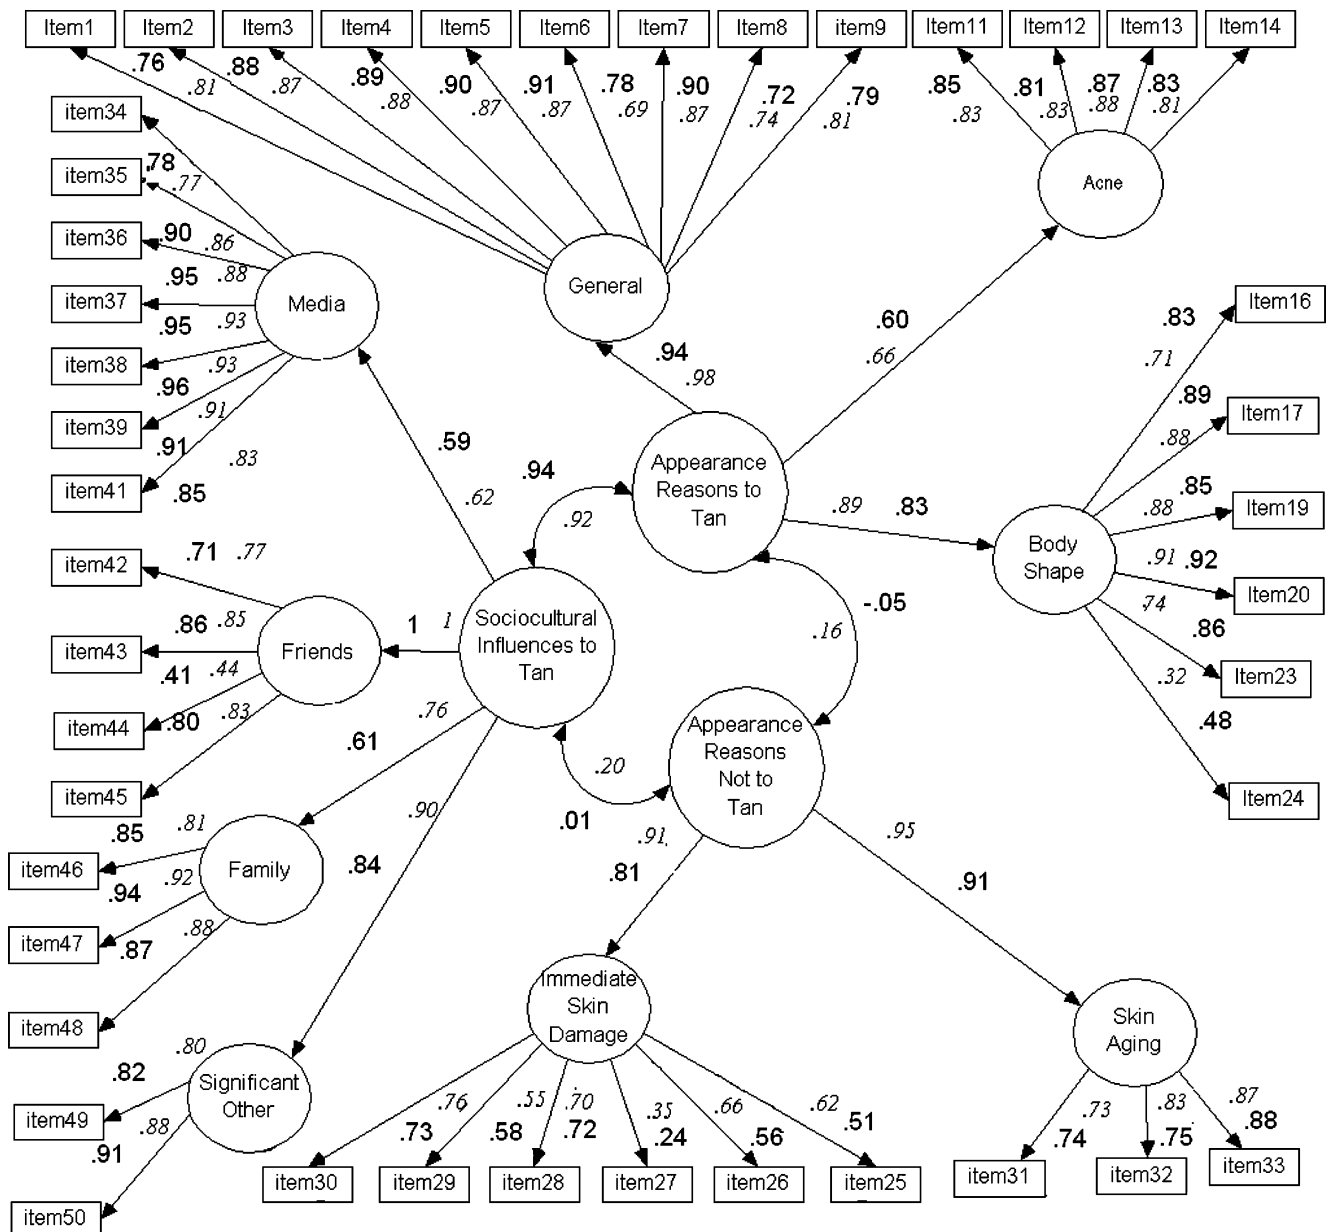 Item1 Item2 Item3 Item4 Item5 Item6 Item7 Item8 item9 Item11 Item12 Item13 Item14
.76 .88 .89 .90 .91 .78 .90 .72 .79 .85 .81 .87 .83
.81 .87 .88 .87 .87 .69 .87 .74 .81 .83 .83 .88 .81
item34
.78
.77
item35
item36
.90 .86
.95 .88
item37
.95 .93
item38
.96 .93
item39
.91 .91
item41
.85 .83
Media
General
Acne
.94
.98
.60
.66
.59
.62
.94
.92
Appearance
Reasons to
Tan
.89 .83
Body
Shape
Item16
.83
.71
.89
Item17
.88
.85
Item19
.88
.91 .92
Item20
.74
.86
Item23
.32
.48
Item24
-.05
.16
item42
.71 .77
item43
.86 .85
.41 .44
item44
.80 .83
item45
Friends
1 1
Sociocultural
Influences to
Tan
Appearance
Reasons
Not to
Tan
.20
.01
.76
.61
.90
.84
Family
.85 .81
item46
.94 .92
item47
.87 .88
item48
.91
.81
.95
.91
Immediate
Skin
Damage
Skin
Aging
Significant
Other
.80
.82
item49
.88
.91
item50
.76 .55 .70 .35 .66 .62
.73 .58 .72 .24 .56 .51
item30 item29 item28 item27 item26 item25
.73 .83 .87
.74 .75 .88
item31 item32 item33